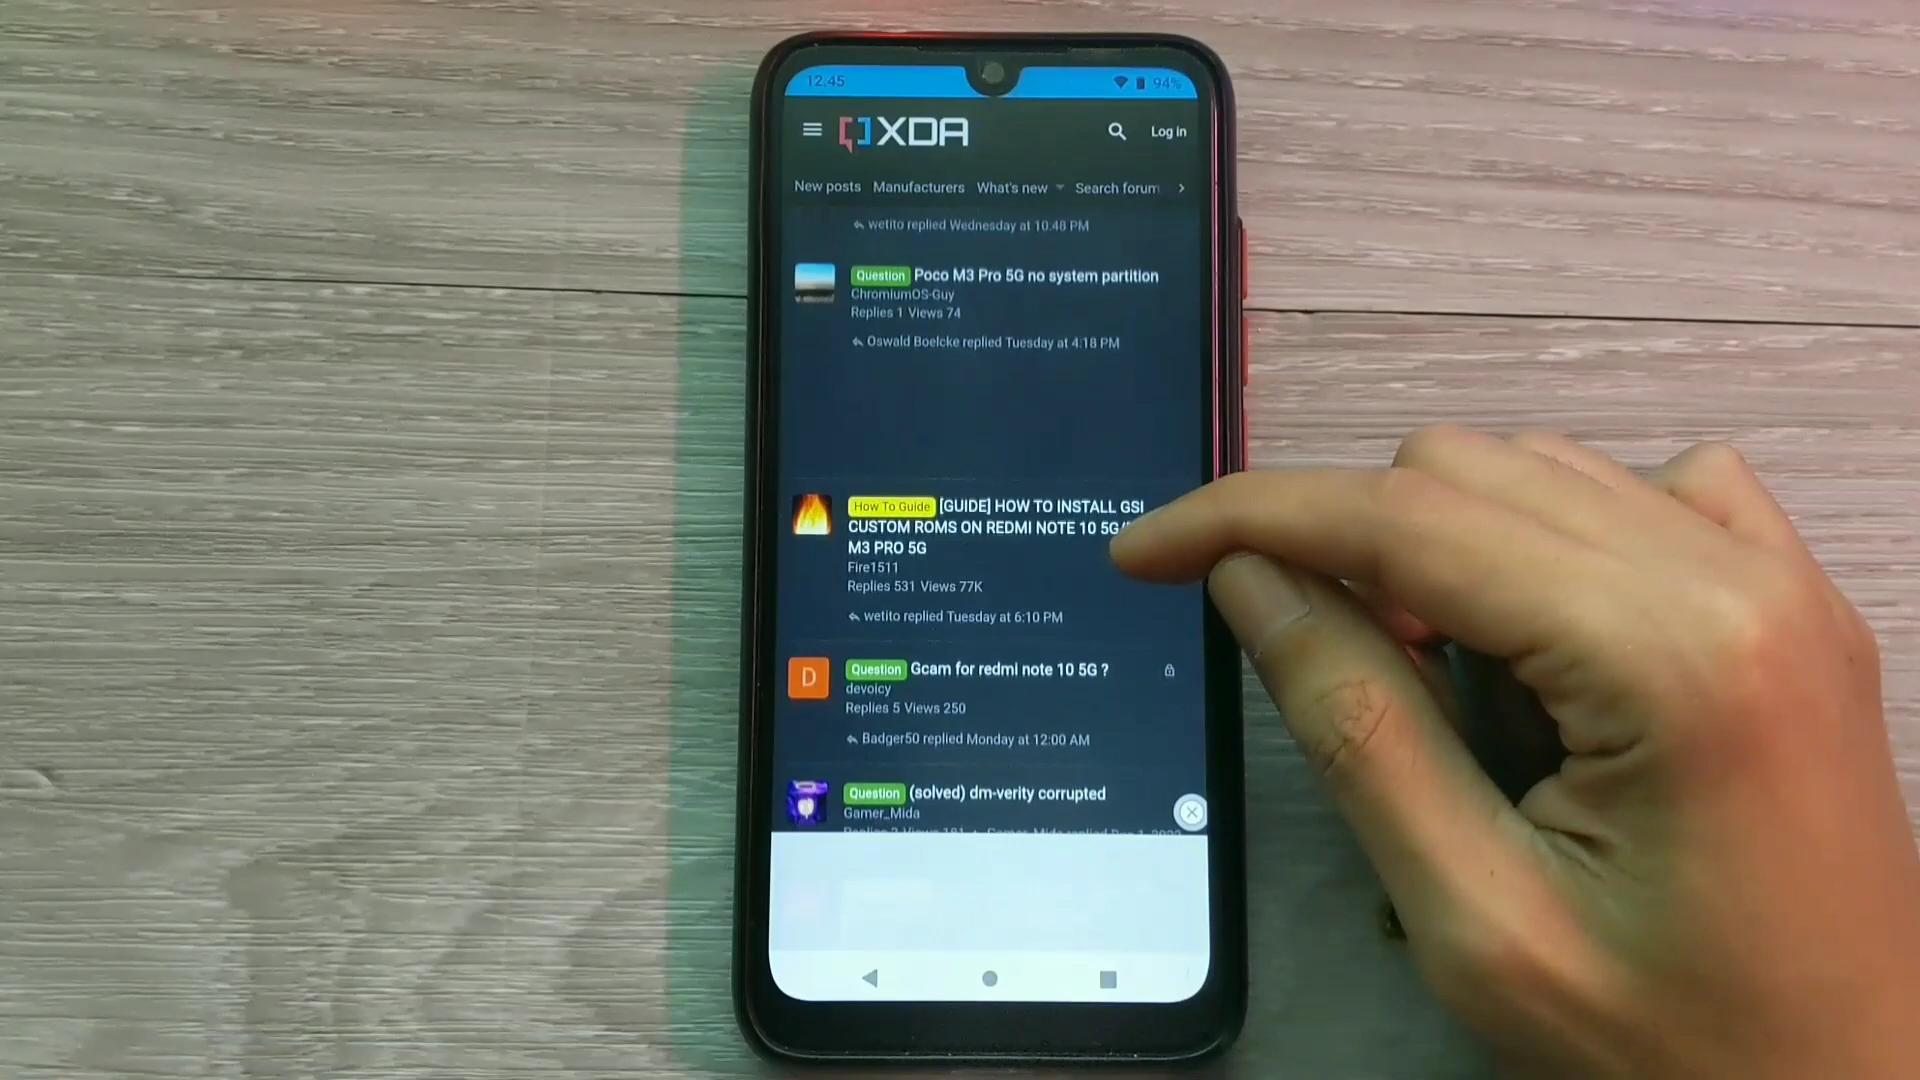 12.45
94%
XDA
Log in
New posts Manufacturers What's new Search forum
wetito replied Wednesday at 10:48 PM
Question Poco M3 Pro 5G no system partition
ChromiumOS-Guy
Replies 1 Views 74
Oswald Boelcke replied Tuesday at 4:18 PM
How To Guide [GUIDE] HOW TO INSTALL GSI
CUSTOM ROMS ON REDMI NOTE 10 5G/
M3 PRO 5G
Fire1511
Replies 531 Views 77K
wetito replied Tuesday at 6:10 PM
D
Question Gcam for redmi note 10 5G ?
devoicy
Replies 5 Views 250
Badger50 replied Monday at 12:00 AM
Question (solved) dm-verity corrupted
Gamer_Mida